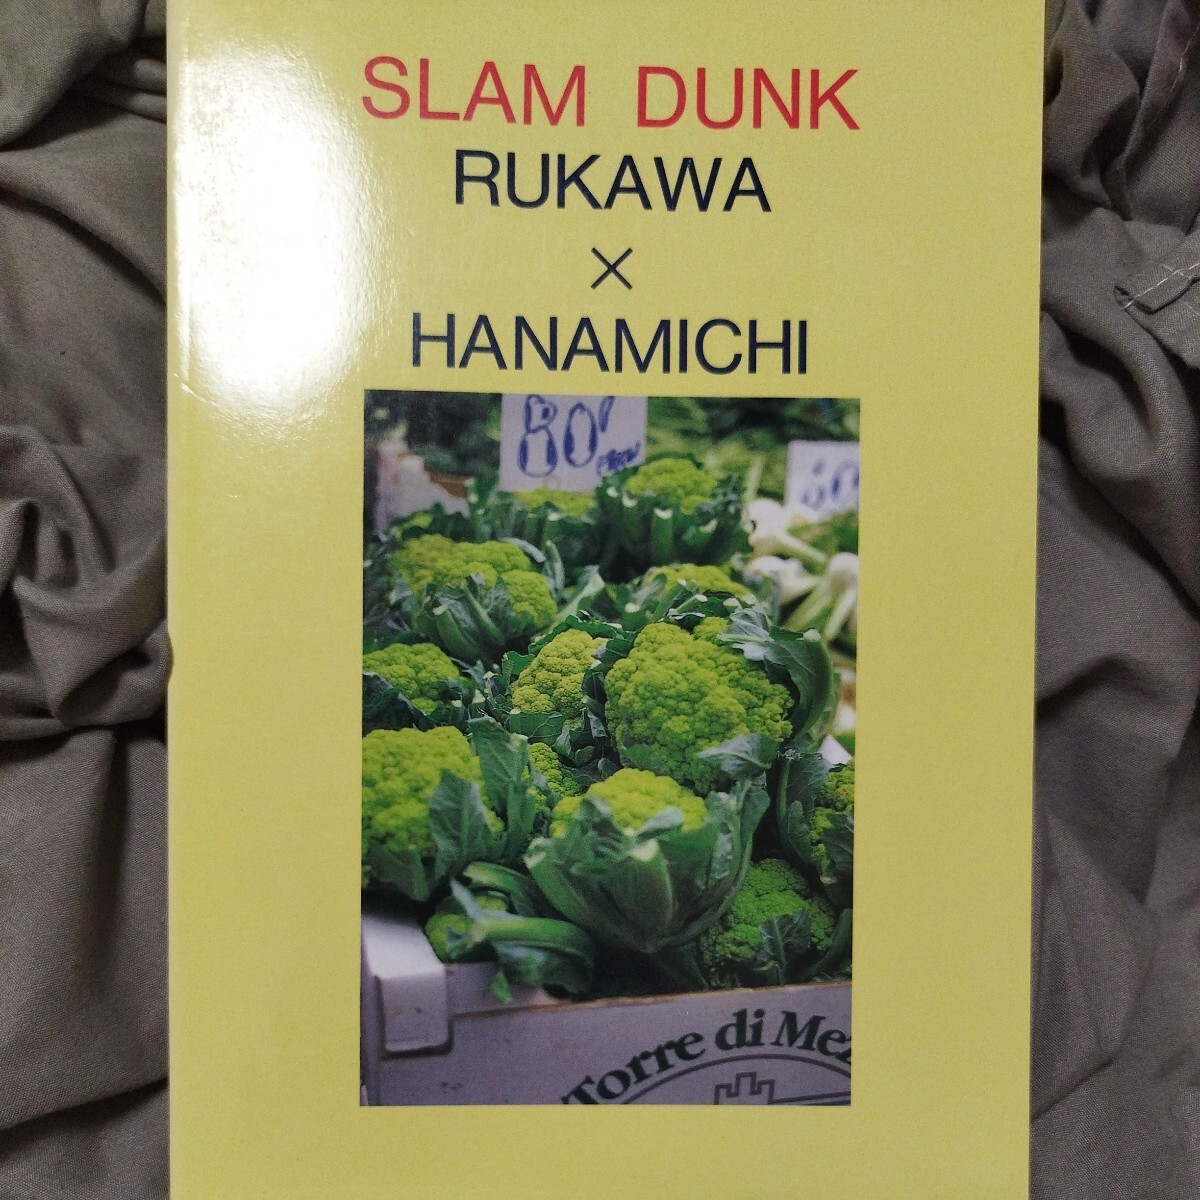 SLAM DUNK
RUKAWA
×
HANAMICHI
80
Torre di Me